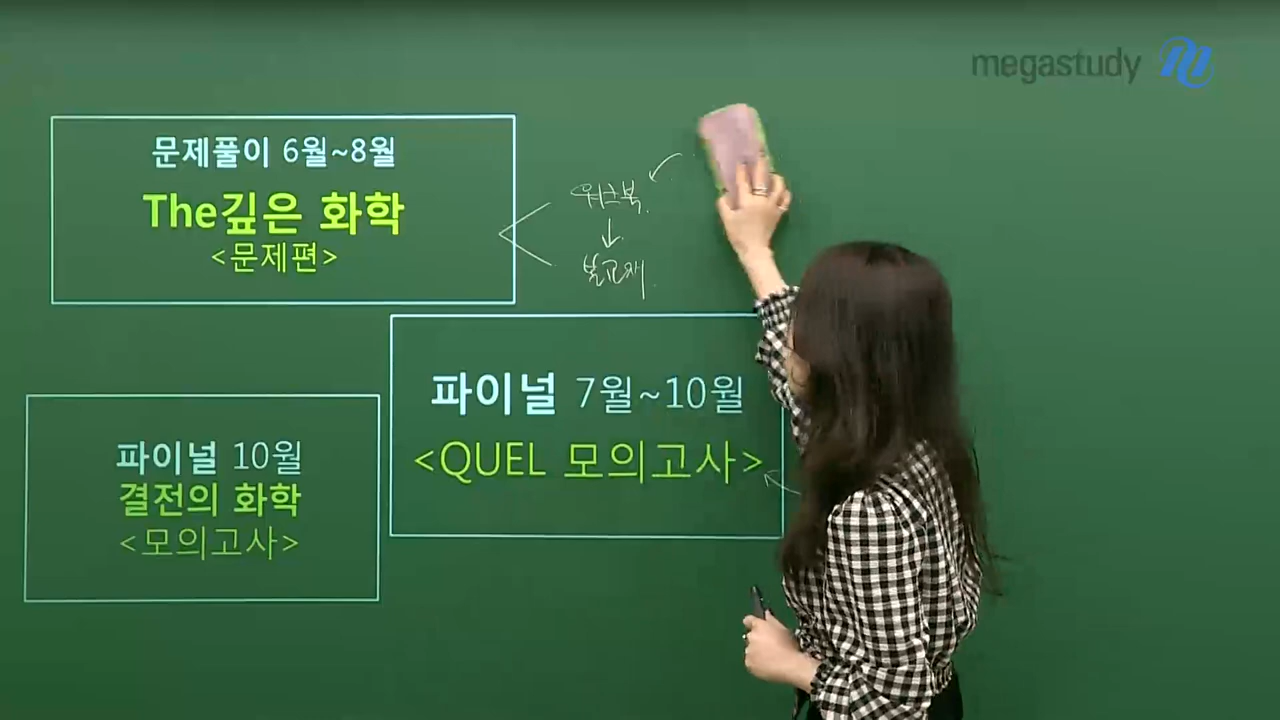 megastudy
문제풀이 6월~8월
The깊은 화학
<문제편>
워크북.
본교재.
파이널 7월~10월
<QUEL 모의고사>
파이널 10월
결전의 화학
<모의고사>